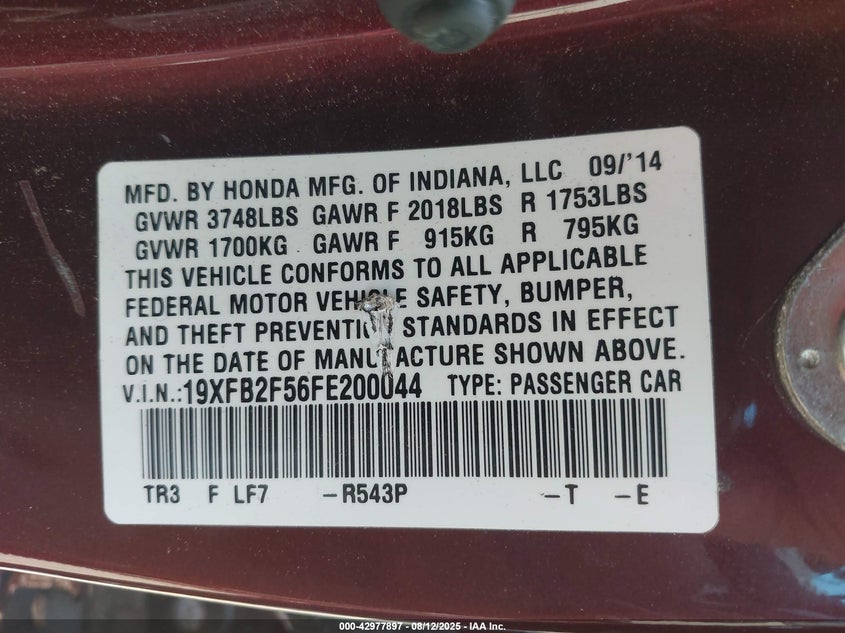 MFD. BY HONDA MFG. OF INDIANA, LLC 09/'14
GVWR 3748LBS GAWR F 2018LBS R 1753LBS
GVWR 1700KG GAWR F 915KG R 795KG
THIS VEHICLE CONFORMS TO ALL APPLICABLE
FEDERAL MOTOR VEHICLE SAFETY, BUMPER,
AND THEFT PREVENTION STANDARDS IN EFFECT
ON THE DATE OF MANUFACTURE SHOWN ABOVE.
V.I.N.:19XFB2F56FE200044 TYPE: PASSENGER CAR
TR3 F LF7 -R543P -T -E
000-42977897 - 08/12/2025 - IAA Inc.